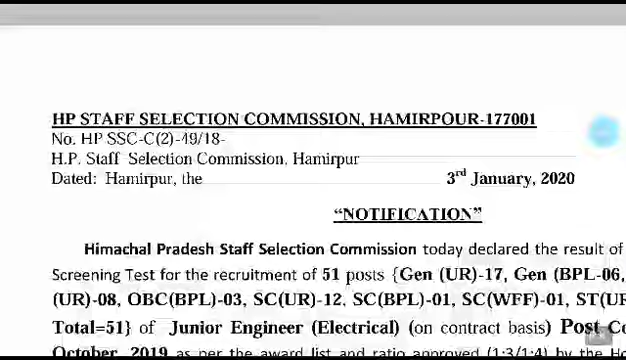 HP STAFF SELECTION COMMISSION, HAMIRPOUR-177001
No. HP SSC-C(2)-49/18-
H.P. Staff Selection Commission, Hamirpur
Dated: Hamirpur, the 3rd January, 2020
“NOTIFICATION”
Himachal Pradesh Staff Selection Commission today declared the result of
Screening Test for the recruitment of 51 posts {Gen (UR)-17, Gen (BPL-06,
(UR)-08, OBC(BPL)-03, SC(UR)-12, SC(BPL)-01, SC(WFF)-01, ST(UR
Total=51} of Junior Engineer (Electrical) (on contract basis) Post Co
October, 2019 as per the award list and ratio approved (1:3/1:4) by the Ho